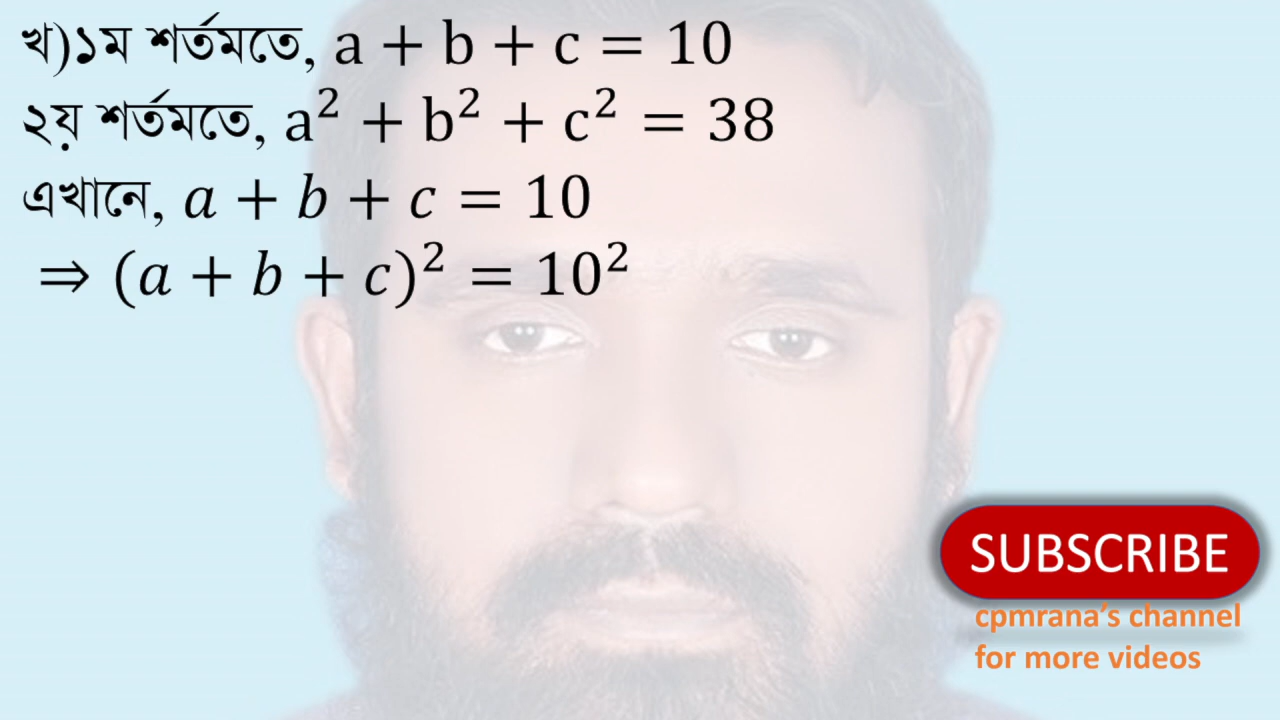 খ)১ম শর্তমতে, a + b + c = 10
২য় শর্তমতে, a² + b² + c² = 38
এখানে, a + b + c = 10
⇒ (a + b + c)² = 10²
SUBSCRIBE
cpmrana's channel
for more videos